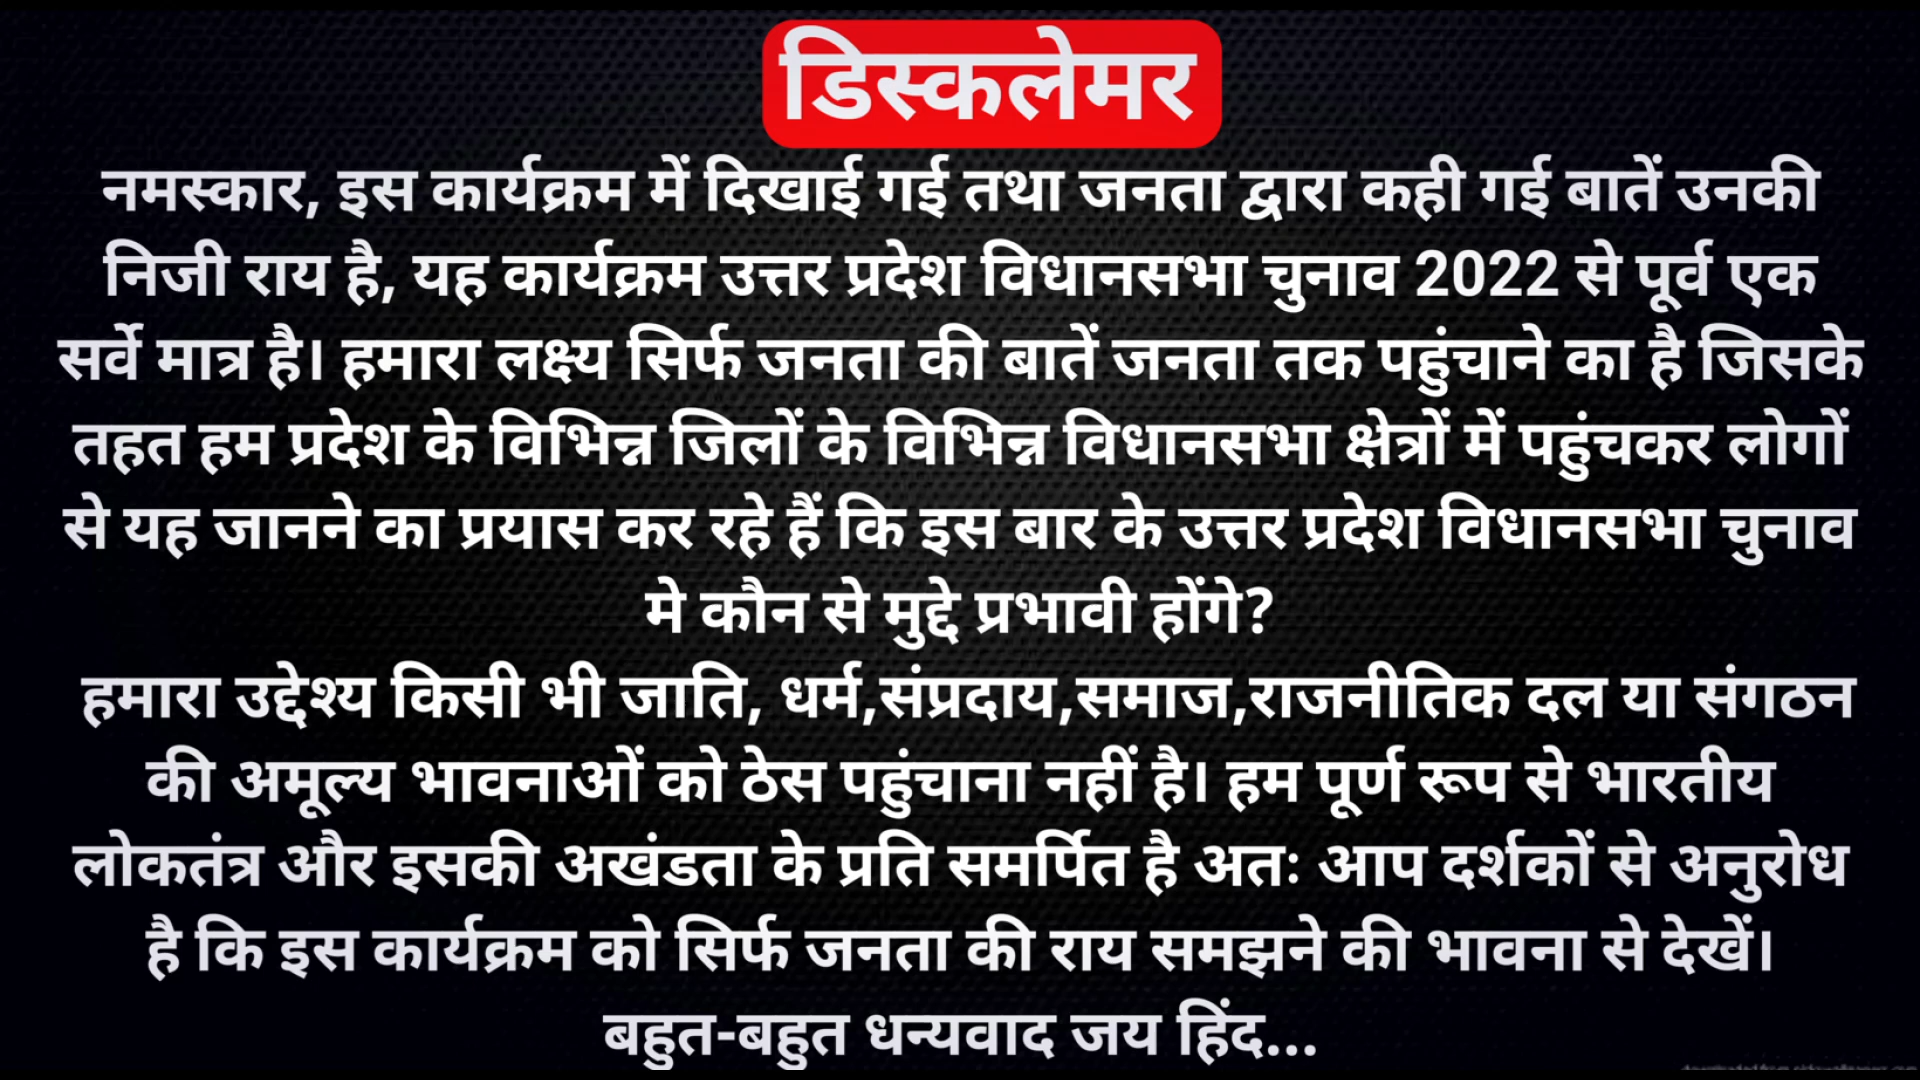 डिस्कलेमर
नमस्कार, इस कार्यक्रम में दिखाई गई तथा जनता द्वारा कही गई बातें उनकी
निजी राय है, यह कार्यक्रम उत्तर प्रदेश विधानसभा चुनाव 2022 से पूर्व एक
सर्वे मात्र है। हमारा लक्ष्य सिर्फ जनता की बातें जनता तक पहुंचाने का है जिसके
तहत हम प्रदेश के विभिन्न जिलों के विभिन्न विधानसभा क्षेत्रों में पहुंचकर लोगों
से यह जानने का प्रयास कर रहे हैं कि इस बार के उत्तर प्रदेश विधानसभा चुनाव
मे कौन से मुद्दे प्रभावी होंगे?
हमारा उद्देश्य किसी भी जाति, धर्म,संप्रदाय,समाज,राजनीतिक दल या संगठन
की अमूल्य भावनाओं को ठेस पहुंचाना नहीं है। हम पूर्ण रूप से भारतीय
लोकतंत्र और इसकी अखंडता के प्रति समर्पित है अतः आप दर्शकों से अनुरोध
है कि इस कार्यक्रम को सिर्फ जनता की राय समझने की भावना से देखें।
बहुत-बहुत धन्यवाद जय हिंद...